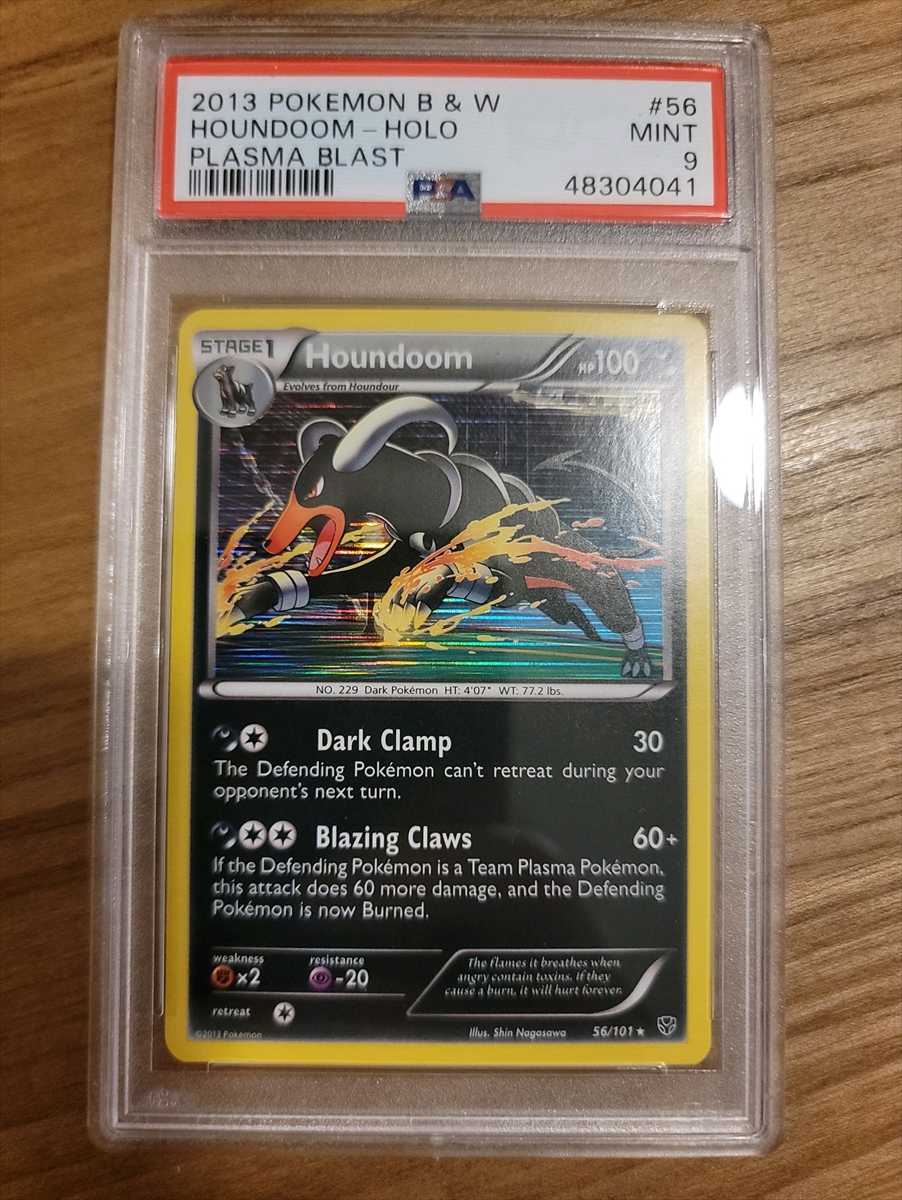 2013 POKEMON B & W #56
HOUNDOOM - HOLO MINT
PLASMA BLAST 9
PSA 48304041
STAGE1 Houndoom HP100
Evolves from Houndour
NO. 229 Dark Pokémon HT: 4'07" WT: 77.2 lbs.
Dark Clamp 30
The Defending Pokémon can't retreat during your
opponent's next turn.
Blazing Claws 60+
If the Defending Pokémon is a Team Plasma Pokémon,
this attack does 60 more damage, and the Defending
Pokémon is now Burned.
weakness resistance
×2 -20
retreat
The flames it breathes when
angry contain toxins. If they
cause a burn, it will hurt forever.
©2013 Pokémon Illus. Shin Nagasawa 56/101 ★